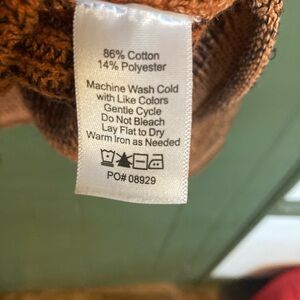 86% Cotton
14% Polyester
Machine Wash Cold
with Like Colors
Gentle Cycle
Do Not Bleach
Lay Flat to Dry
Warm Iron as Needed
PO# 08929